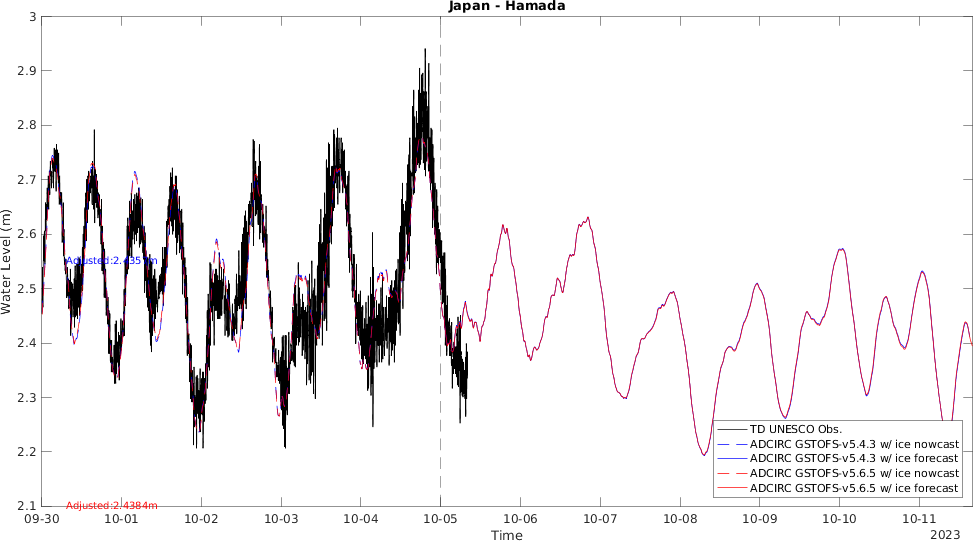 Japan - Hamada
3
2.9
2.8
2.7
2.6
2.5
2.4
2.3
2.2
2.1
Water Level (m)
Adjusted:
Adjusted:2.4384m
TD UNESCO Obs.
ADCIRC GSTOFS-v5.4.3 w/ ice nowcast
ADCIRC GSTOFS-v5.4.3 w/ ice forecast
ADCIRC GSTOFS-v5.6.5 w/ ice nowcast
ADCIRC GSTOFS-v5.6.5 w/ ice forecast
09-30 10-01 10-02 10-03 10-04 10-05 10-06 10-07 10-08 10-09 10-10 10-11
Time
2023